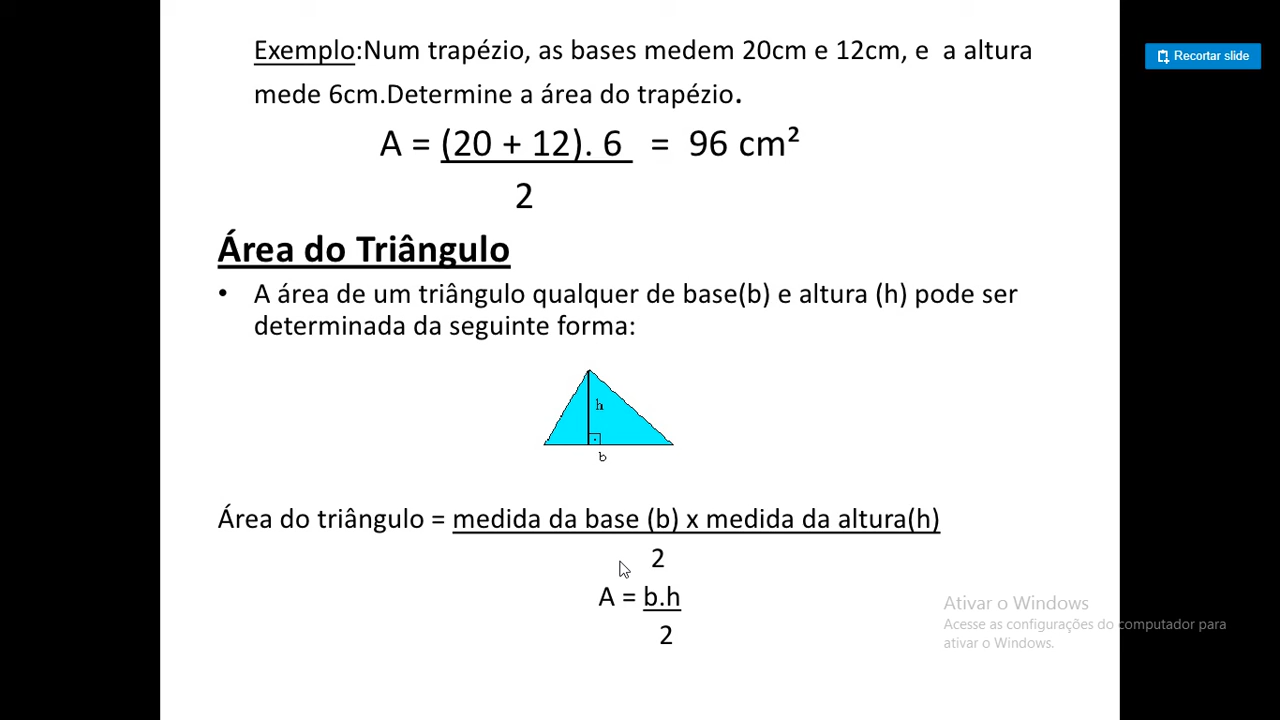 Exemplo:Num trapézio, as bases medem 20cm e 12cm, e a altura
Recortar slide
mede 6cm.Determine a área do trapézio.
A = (20 + 12). 6 = 96 cm²
2
Área do Triângulo
• A área de um triângulo qualquer de base(b) e altura (h) pode ser
determinada da seguinte forma:
h
b
Área do triângulo = medida da base (b) x medida da altura(h)
2
A = b.h
2
Ativar o Windows
Acesse as configurações do computador para
ativar o Windows.